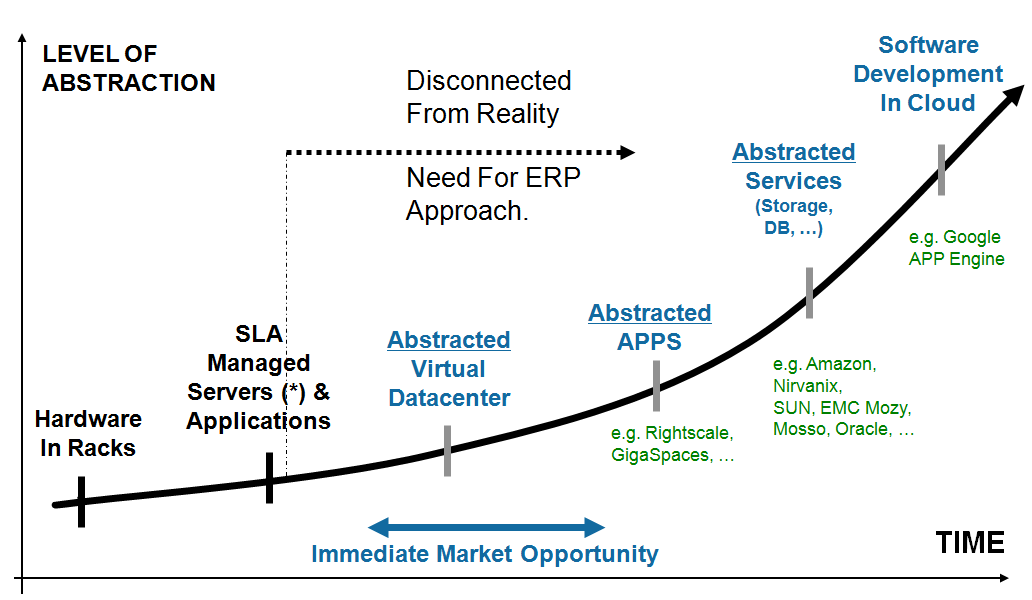 LEVEL OF
ABSTRACTION
Disconnected
From Reality
Need For ERP
Approach.
Software
Development
In Cloud
Abstracted
Services
(Storage,
DB, ...)
e.g. Google
APP Engine
Abstracted
APPS
SLA
Managed
Servers (*) &
Applications
Abstracted
Virtual
Datacenter
Hardware
In Racks
e.g. Amazon,
Nirvanix,
SUN, EMC Mozy,
Mosso, Oracle, ...
e.g. Rightscale,
GigaSpaces, ...
Immediate Market Opportunity
TIME